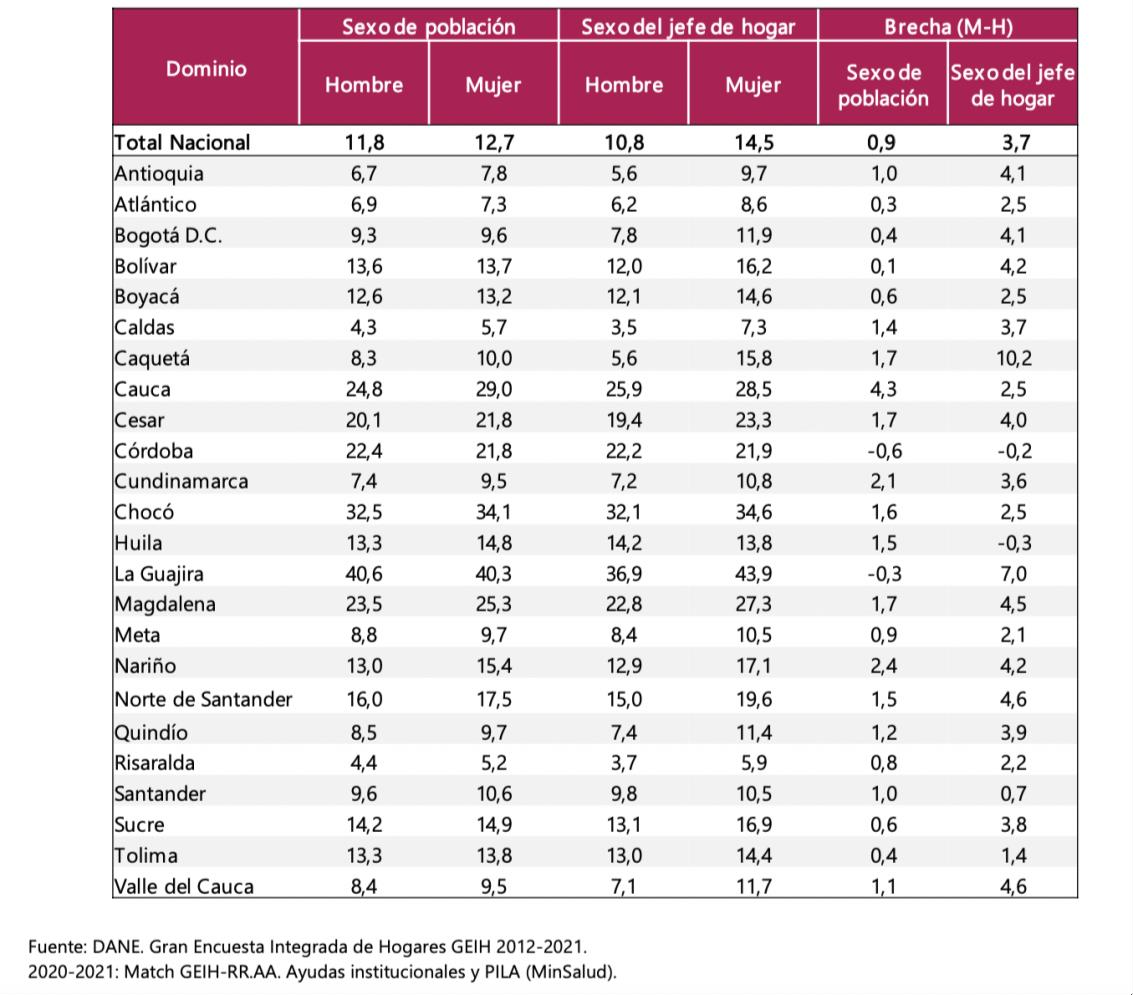 Dominio Sexo de población Sexo del jefe de hogar Brecha (M-H)
Hombre Mujer Hombre Mujer Sexo de población Sexo del jefe de hogar
Total Nacional 11,8 12,7 10,8 14,5 0,9 3,7
Antioquia 6,7 7,8 5,6 9,7 1,0 4,1
Atlántico 6,9 7,3 6,2 8,6 0,3 2,5
Bogotá D.C. 9,3 9,6 7,8 11,9 0,4 4,1
Bolívar 13,6 13,7 12,0 16,2 0,1 4,2
Boyacá 12,6 13,2 12,1 14,6 0,6 2,5
Caldas 4,3 5,7 3,5 7,3 1,4 3,7
Caquetá 8,3 10,0 5,6 15,8 1,7 10,2
Cauca 24,8 29,0 25,9 28,5 4,3 2,5
Cesar 20,1 21,8 19,4 23,3 1,7 4,0
Córdoba 22,4 21,8 22,2 21,9 -0,6 -0,2
Cundinamarca 7,4 9,5 7,2 10,8 2,1 3,6
Chocó 32,5 34,1 32,1 34,6 1,6 2,5
Huila 13,3 14,8 14,2 13,8 1,5 -0,3
La Guajira 40,6 40,3 36,9 43,9 -0,3 7,0
Magdalena 23,5 25,3 22,8 27,3 1,7 4,5
Meta 8,8 9,7 8,4 10,5 0,9 2,1
Nariño 13,0 15,4 12,9 17,1 2,4 4,2
Norte de Santander 16,0 17,5 15,0 19,6 1,5 4,6
Quindío 8,5 9,7 7,4 11,4 1,2 3,9
Risaralda 4,4 5,2 3,7 5,9 0,8 2,2
Santander 9,6 10,6 9,8 10,5 1,0 0,7
Sucre 14,2 14,9 13,1 16,9 0,6 3,8
Tolima 13,3 13,8 13,0 14,4 0,4 1,4
Valle del Cauca 8,4 9,5 7,1 11,7 1,1 4,6
Fuente: DANE. Gran Encuesta Integrada de Hogares GEIH 2012-2021.
2020-2021: Match GEIH-RR.AA. Ayudas institucionales y PILA (MinSalud).